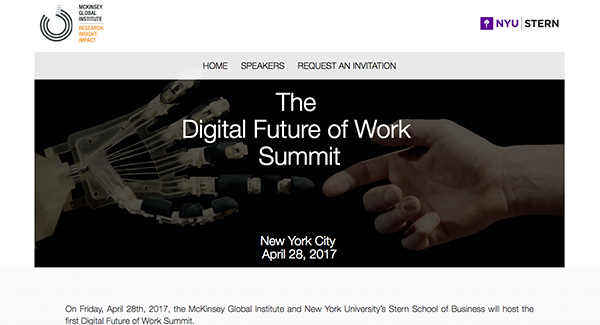 MCKINSEY
GLOBAL
INSTITUTE
RESEARCH.
INSIGHT.
IMPACT.
NYU STERN
HOME SPEAKERS REQUEST AN INVITATION
The
Digital Future of Work
Summit
New York City
April 28, 2017
On Friday, April 28th, 2017, the McKinsey Global Institute and New York University's Stern School of Business will host the
first Digital Future of Work Summit.